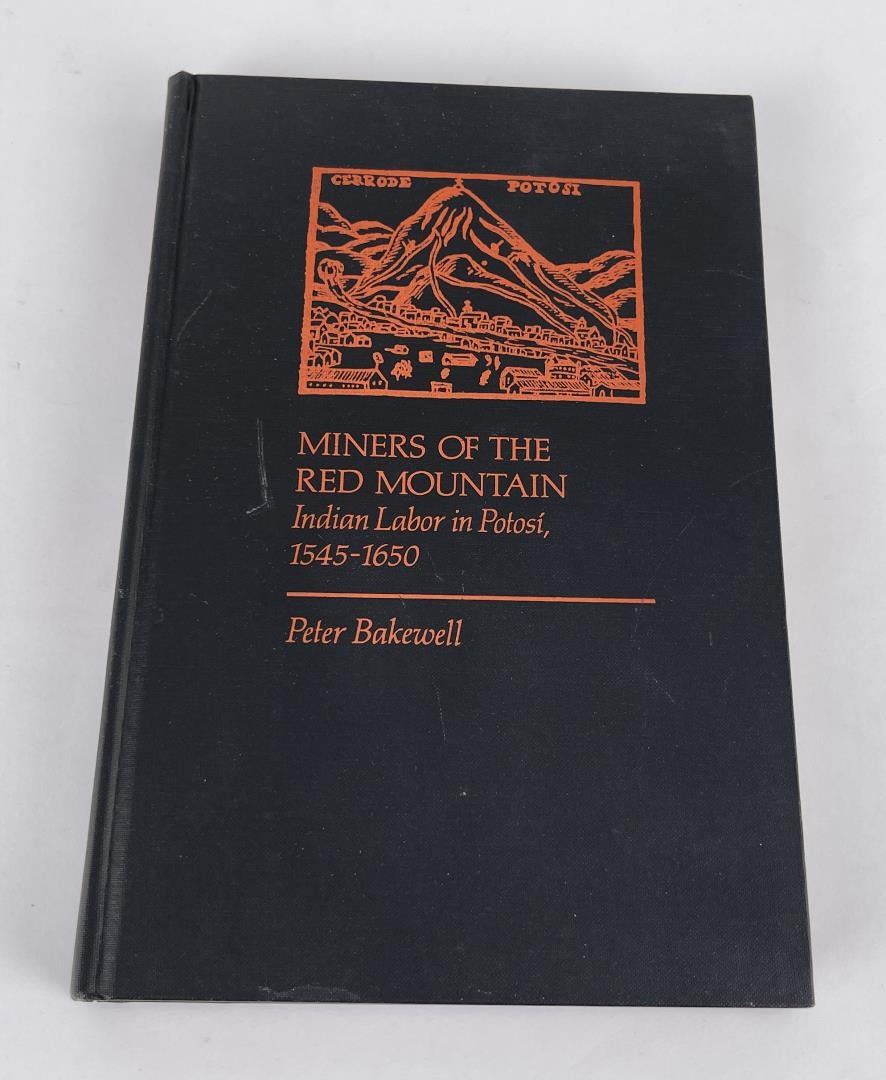 CERRODE POTOSI
MINERS OF THE
RED MOUNTAIN
Indian Labor in Potosí,
1545-1650
Peter Bakewell